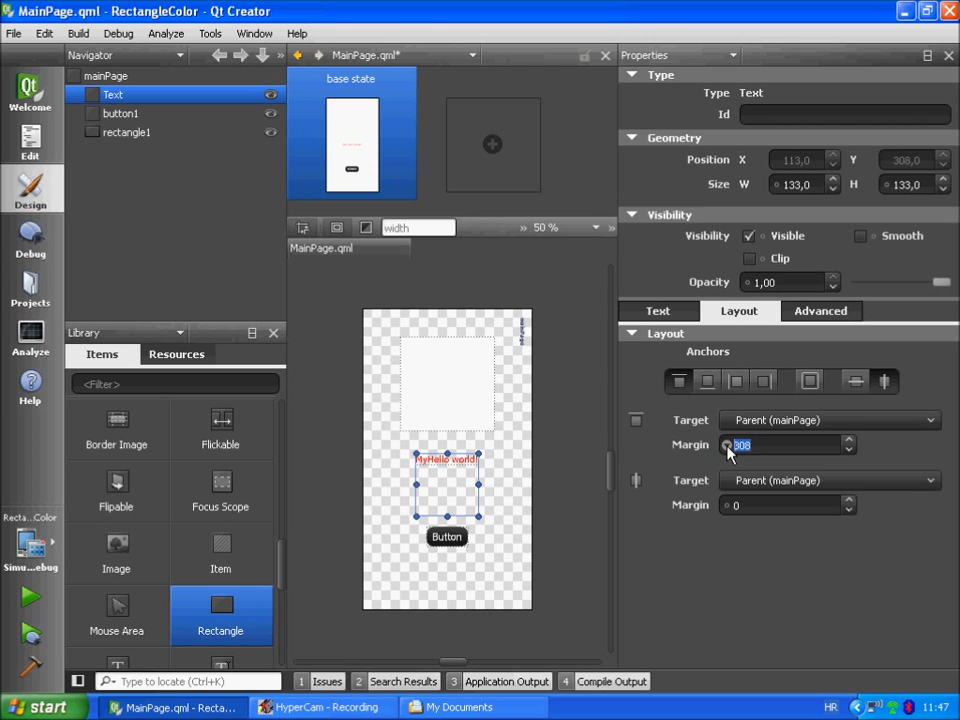 MainPage.qml - RectangleColor - Qt Creator
File Edit Build Debug Analyze Tools Window Help
Navigator
MainPage.qml*
Properties
mainPage
Text
button1
rectangle1
Welcome
Edit
Design
Debug
Projects
Analyze
Help
base state
width
50 %
MainPage.qml
Type
Type Text
Id
Geometry
Position X 113,0 Y 308,0
Size W 133,0 H 133,0
Visibility
Visibility Visible Smooth
Clip
Opacity 1,00
Text Layout Advanced
Layout
Anchors
Target Parent (mainPage)
Margin 308
Target Parent (mainPage)
Margin 0
Library
Items Resources
<Filter>
Border Image Flickable
Flipable Focus Scope
Image Item
Mouse Area Rectangle
mainPage
MyHello world!
Button
Recta...Color
Simu...ebug
Type to locate (Ctrl+K)
1 Issues 2 Search Results 3 Application Output 4 Compile Output
start MainPage.qml - Recta... HyperCam - Recording My Documents HR 11:47